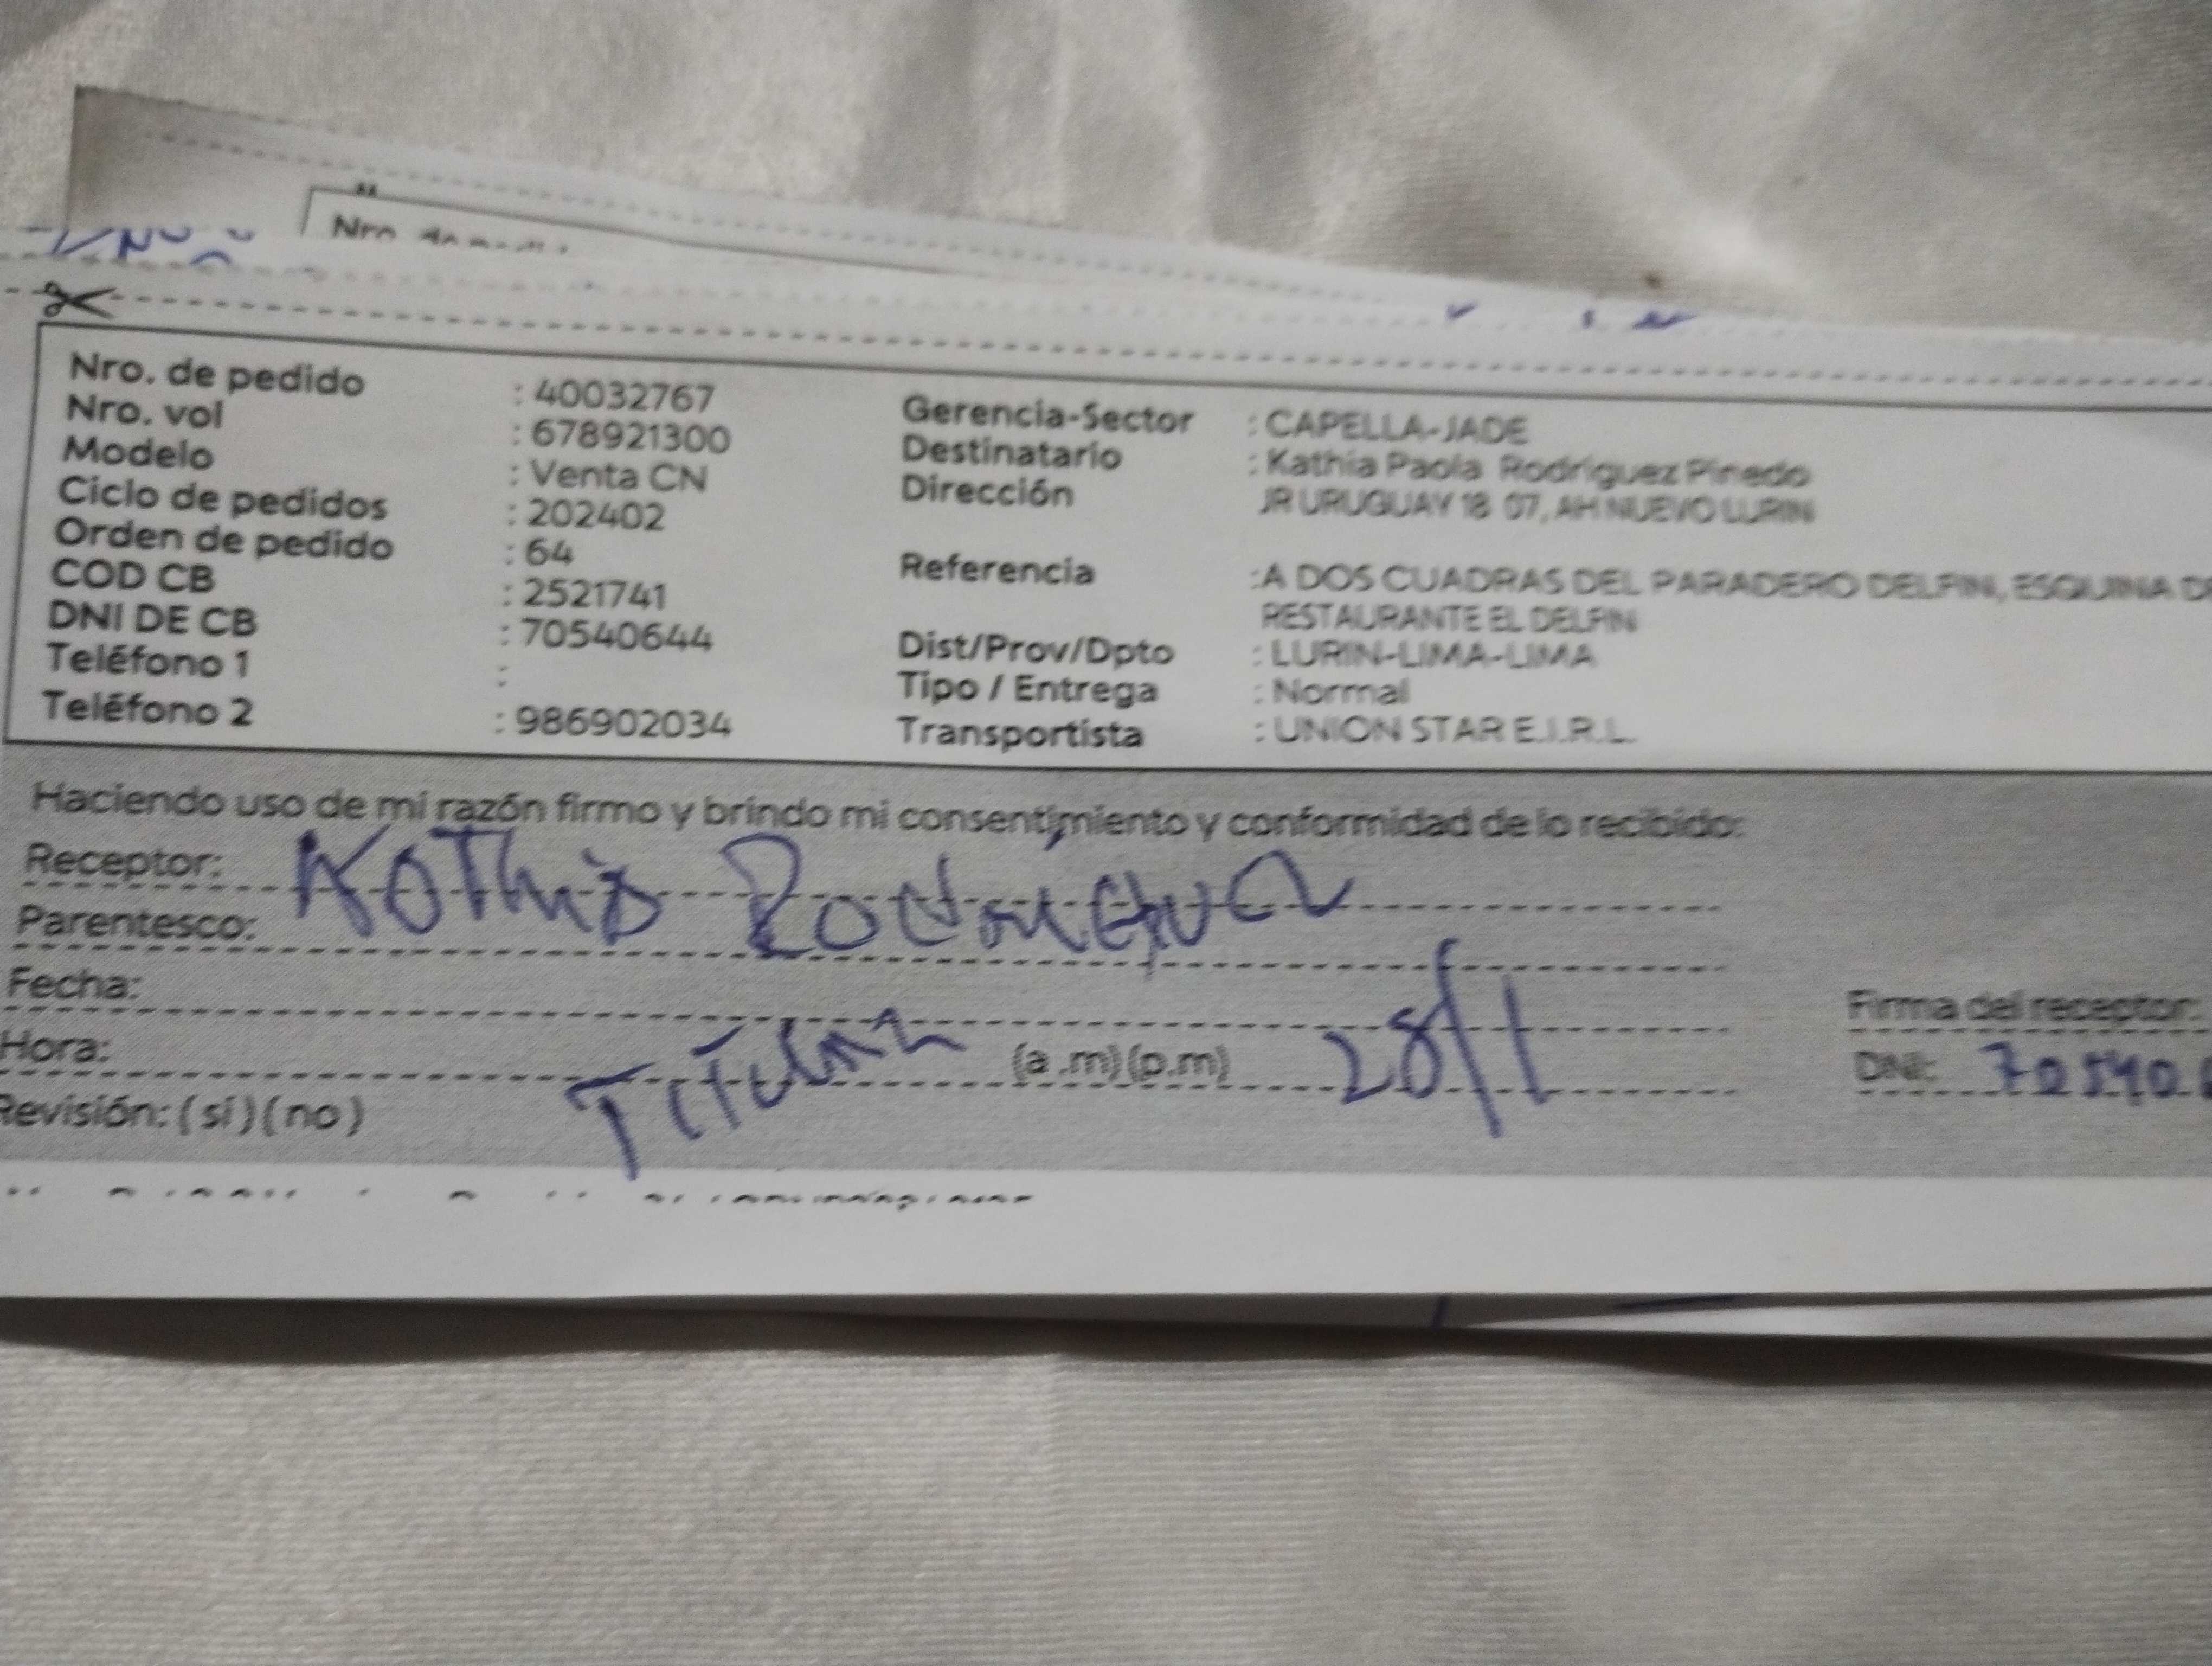 Nro. de pedido : 40032767
Nro. vol : 678921300
Modelo : Venta CN
Ciclo de pedidos : 202402
Orden de pedido : 64
COD CB : 2521741
DNI DE CB : 70540644
Teléfono 1 :
Teléfono 2 : 986902034
Gerencia-Sector : CAPELLA-JADE
Destinatario : Kathia Paola Rodriguez Pinedo
Dirección JR URUGUAY 18 07, AH NUEVO LURIN
Referencia : A DOS CUADRAS DEL PARADERO DELFIN, ESQUINA
RESTAURANTE EL DELFIN
Dist/Prov/Dpto : LURIN-LIMA-LIMA
Tipo / Entrega : Normal
Transportista : UNION STAR E.I.R.L.
Haciendo uso de mi razón firmo y brindo mi consentimiento y conformidad de lo recibido:
Receptor: Kathia Rodriguez
Parentesco:
Fecha:
Hora: (a.m)(p.m) 28/1
Titular
Revisión: (si)(no)
Firma del receptor:
DNI: 70540